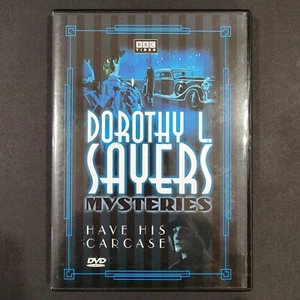 BBC
VIDEO
DOROTHY L.
SAYERS
MYSTERIES
HAVE HIS
CARCASE
DVD